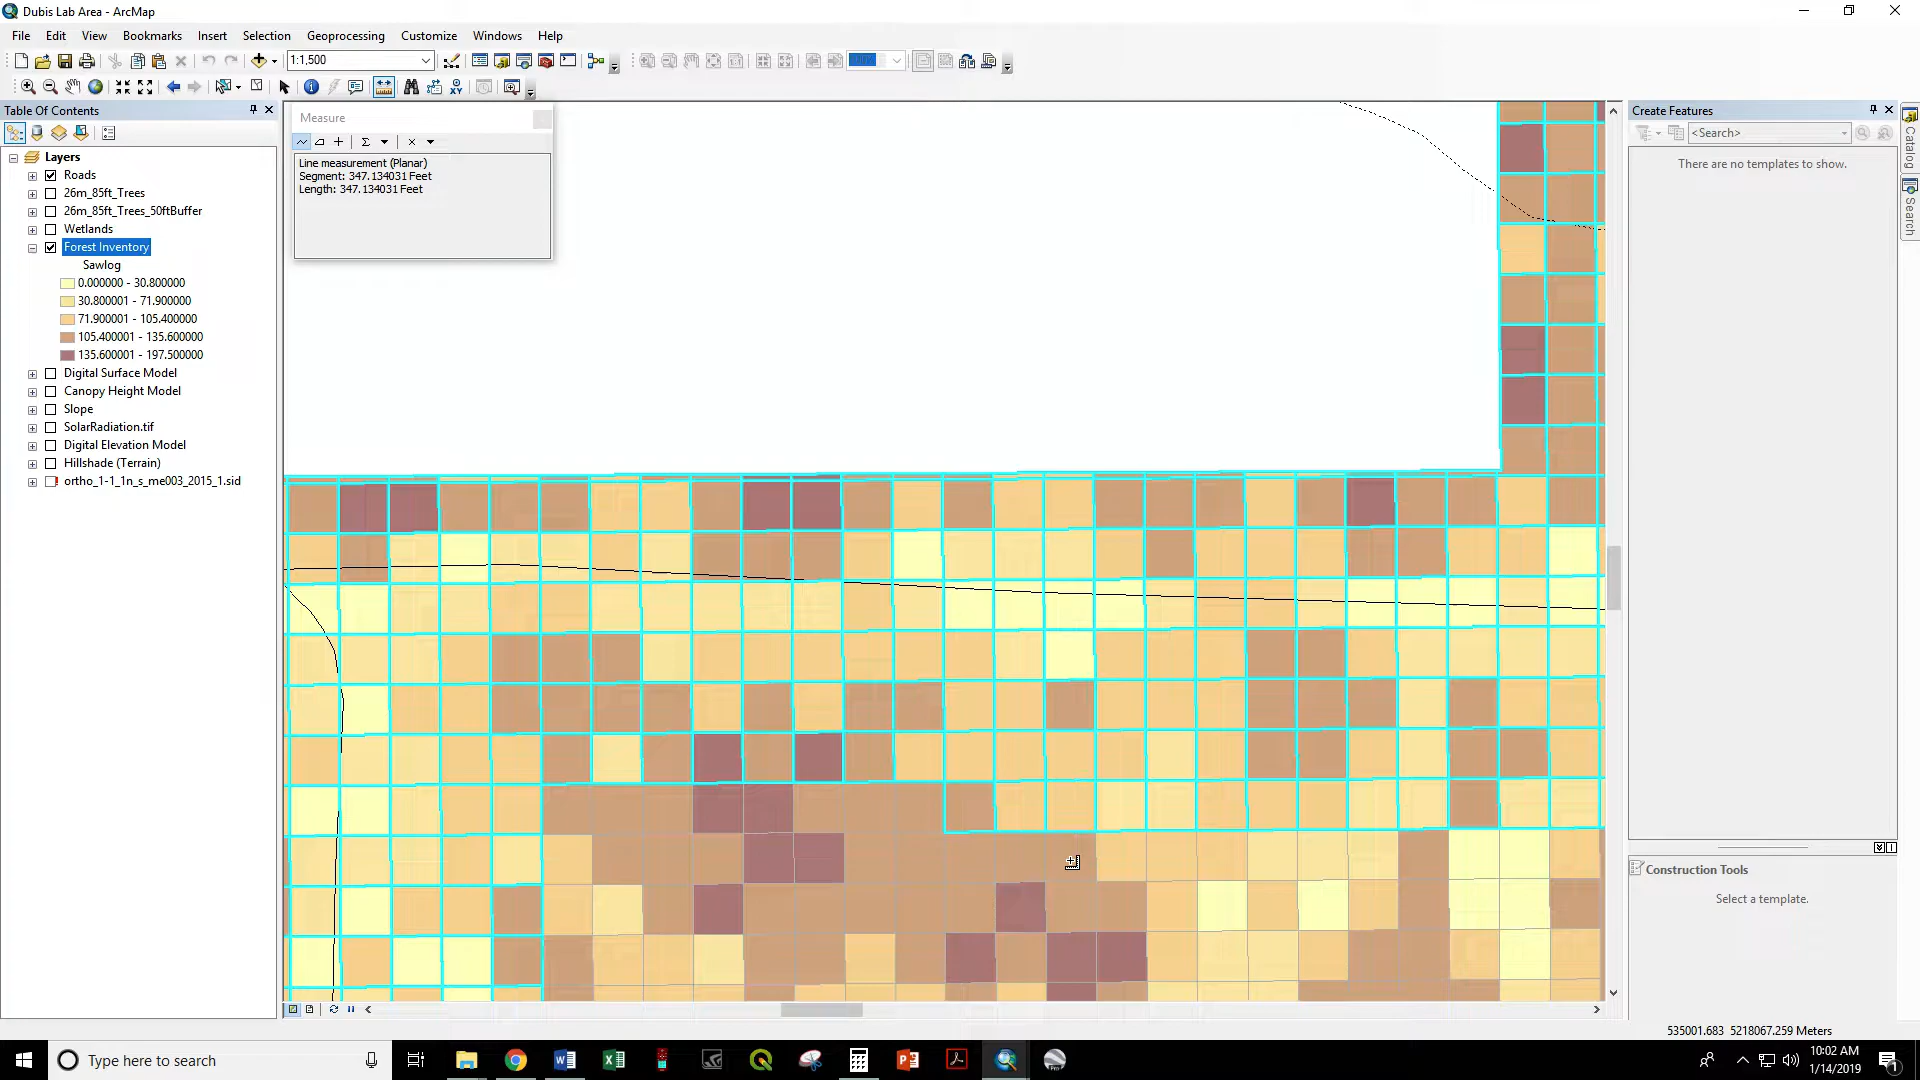 Dubis Lab Area - ArcMap
File Edit View Bookmarks Insert Selection Geoprocessing Customize Windows Help
1:1,500
Table Of Contents
Layers
Roads
26m_85ft_Trees
26m_85ft_Trees_50ftBuffer
Wetlands
Forest Inventory
Sawlog
0.000000 - 30.800000
30.800001 - 71.900000
71.900001 - 105.400000
105.400001 - 135.600000
135.600001 - 197.500000
Digital Surface Model
Canopy Height Model
Slope
SolarRadiation.tif
Digital Elevation Model
Hillshade (Terrain)
ortho_1-1_1n_s_me003_2015_1.sid
Measure
Line measurement (Planar)
Segment: 347.134031 Feet
Length: 347.134031 Feet
Create Features
<Search>
There are no templates to show.
Construction Tools
Select a template.
Catalog
Search
535001.683 5218067.259 Meters
Type here to search
10:02 AM
1/14/2019